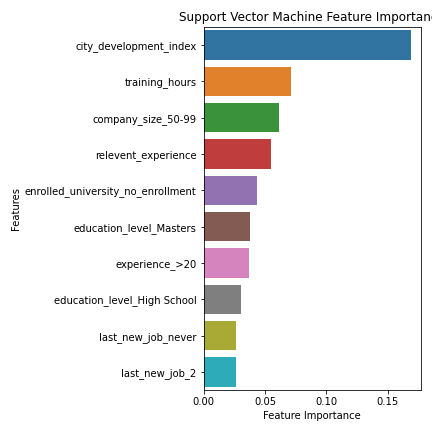 Support Vector Machine Feature Importanc
city_development_index
training_hours
company_size_50-99
relevent_experience
enrolled_university_no_enrollment
education_level_Masters
experience_>20
education_level_High School
last_new_job_never
last_new_job_2
Features
0.00 0.05 0.10 0.15
Feature Importance